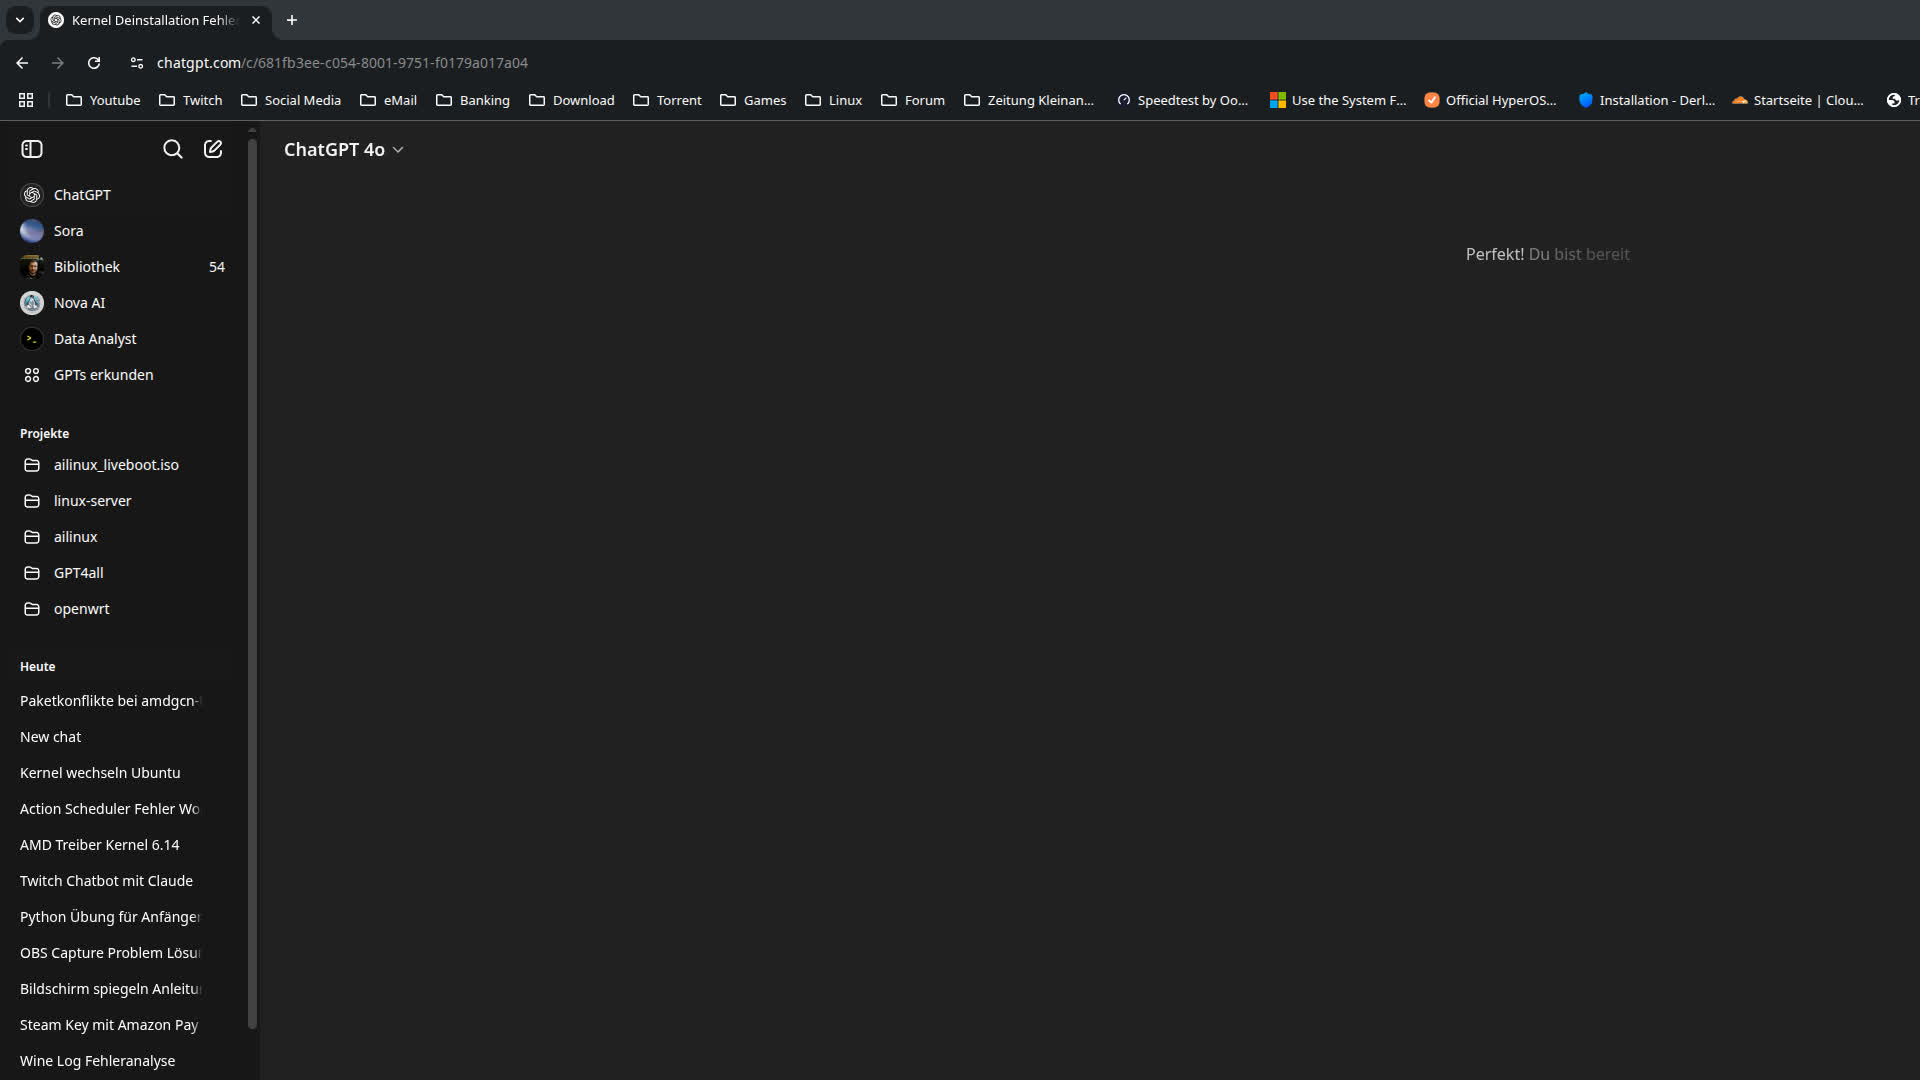 Kernel Deinstallation Fehle
chatgpt.com/c/681fb3ee-c054-8001-9751-f0179a017a04
Youtube Twitch Social Media eMail Banking Download Torrent Games Linux Forum Zeitung Kleinan... Speedtest by Oo... Use the System F... Official HyperOS... Installation - Derl... Startseite | Clou... Tr
ChatGPT 4o
ChatGPT
Sora
Bibliothek 54
Nova AI
Data Analyst
GPTs erkunden
Projekte
ailinux_liveboot.iso
linux-server
ailinux
GPT4all
openwrt
Heute
Paketkonflikte bei amdgcn-
New chat
Kernel wechseln Ubuntu
Action Scheduler Fehler Wo
AMD Treiber Kernel 6.14
Twitch Chatbot mit Claude
Python Übung für Anfänger
OBS Capture Problem Lösu
Bildschirm spiegeln Anleitu
Steam Key mit Amazon Pay
Wine Log Fehleranalyse
Perfekt! Du bist bereit